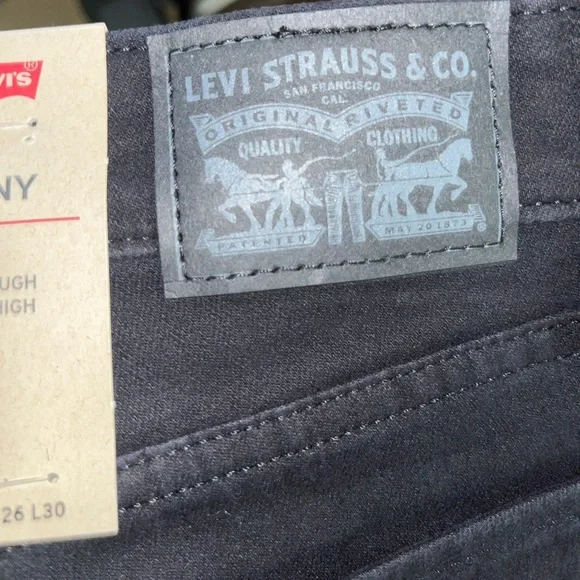 LEVI STRAUSS & CO.
SAN FRANCISCO
CAL.
ORIGINAL RIVETED
QUALITY CLOTHING
PATENTED MAY 20 1873
VI'S®
NY
UGH
HIGH
26 L30